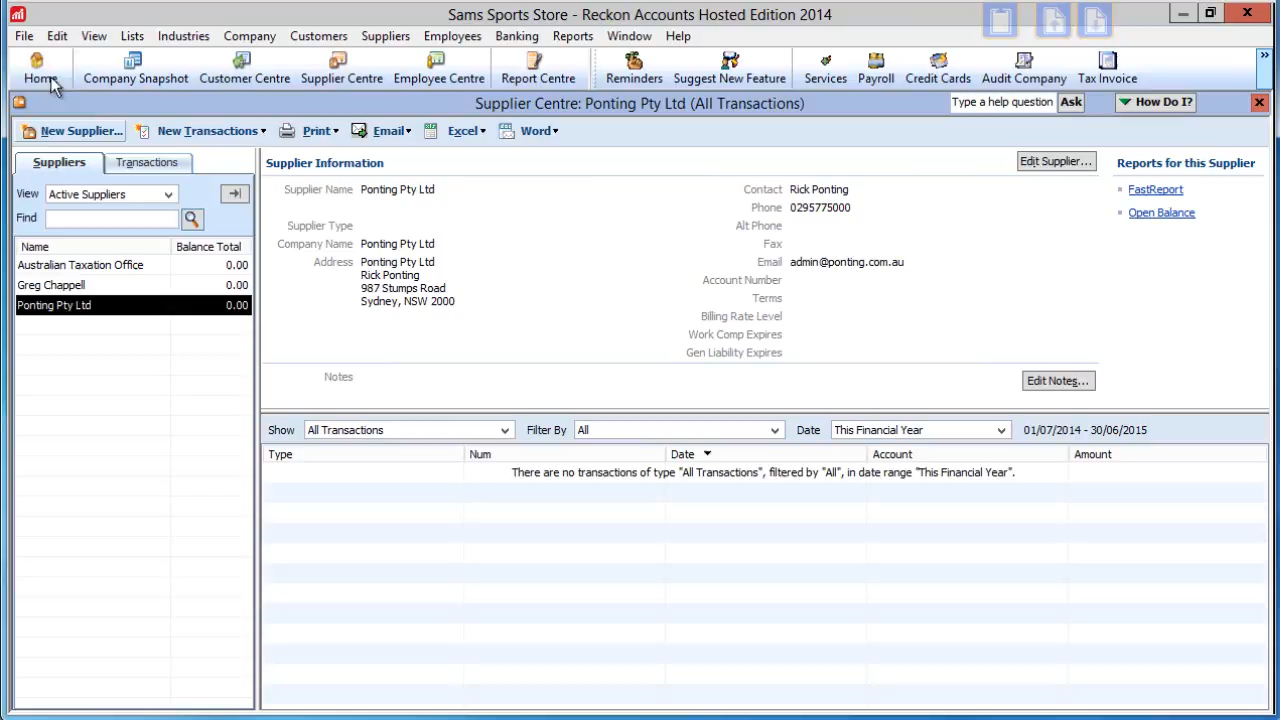 Sams Sports Store - Reckon Accounts Hosted Edition 2014
File Edit View Lists Industries Company Customers Suppliers Employees Banking Reports Window Help
Home Company Snapshot Customer Centre Supplier Centre Employee Centre Report Centre Reminders Suggest New Feature Services Payroll Credit Cards Audit Company Tax Invoice
Supplier Centre: Ponting Pty Ltd (All Transactions) Type a help question Ask How Do I?
New Supplier... New Transactions Print Email Excel Word
Suppliers Transactions
View Active Suppliers
Find
Name Balance Total
Australian Taxation Office 0.00
Greg Chappell 0.00
Ponting Pty Ltd 0.00
Supplier Information Edit Supplier...
Supplier Name Ponting Pty Ltd
Supplier Type
Company Name Ponting Pty Ltd
Address Ponting Pty Ltd
Rick Ponting
987 Stumps Road
Sydney, NSW 2000
Contact Rick Ponting
Phone 0295775000
Alt Phone
Fax
Email admin@ponting.com.au
Account Number
Terms
Billing Rate Level
Work Comp Expires
Gen Liability Expires
Notes Edit Notes...
Reports for this Supplier
FastReport
Open Balance
Show All Transactions Filter By All Date This Financial Year 01/07/2014 - 30/06/2015
Type Num Date Account Amount
There are no transactions of type "All Transactions", filtered by "All", in date range "This Financial Year".